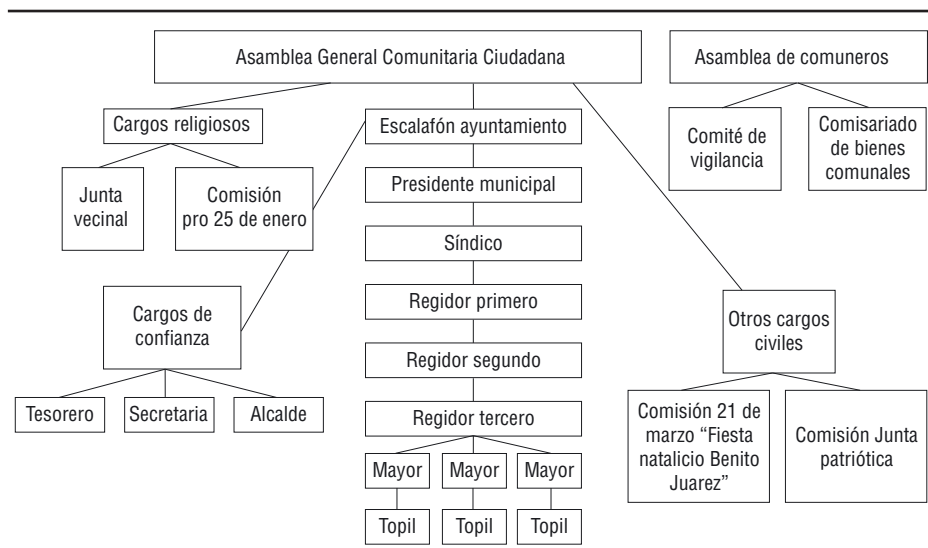 Asamblea General Comunitaria Ciudadana
Asamblea de comuneros
Cargos religiosos
Escalafón ayuntamiento
Comité de
vigilancia
Comisariado
de bienes
comunales
Junta
vecinal
Comisión
pro 25 de enero
Presidente municipal
Síndico
Cargos de
confianza
Regidor primero
Otros cargos
civiles
Regidor segundo
Tesorero
Secretaria
Alcalde
Regidor tercero
Comisión 21 de
marzo “Fiesta
natalicio Benito
Juarez”
Comisión Junta
patriótica
Mayor
Mayor
Mayor
Topil
Topil
Topil